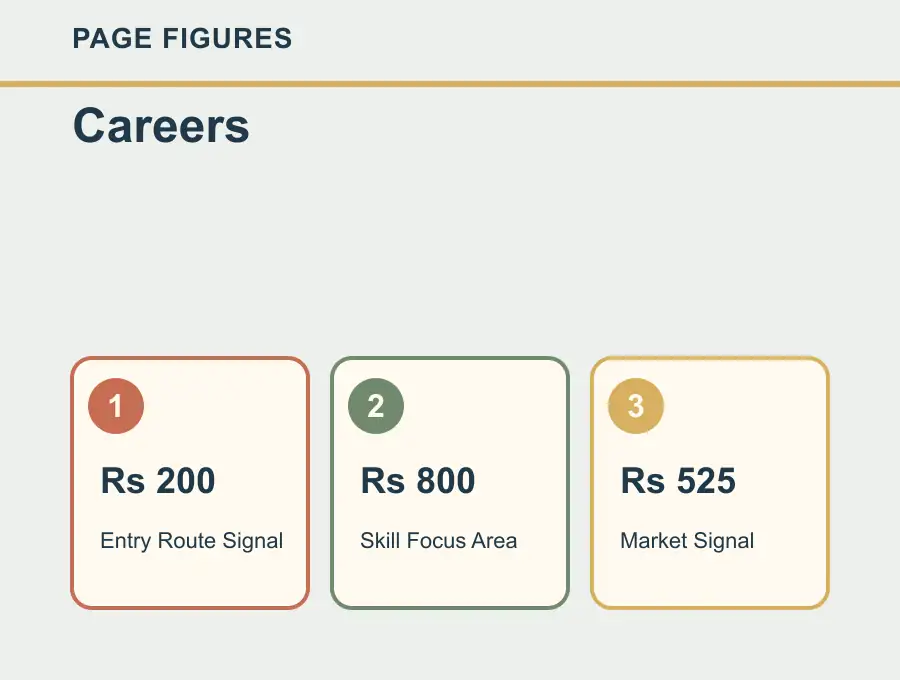 PAGE FIGURES
Careers
1
Rs 200
Entry Route Signal
2
Rs 800
Skill Focus Area
3
Rs 525
Market Signal